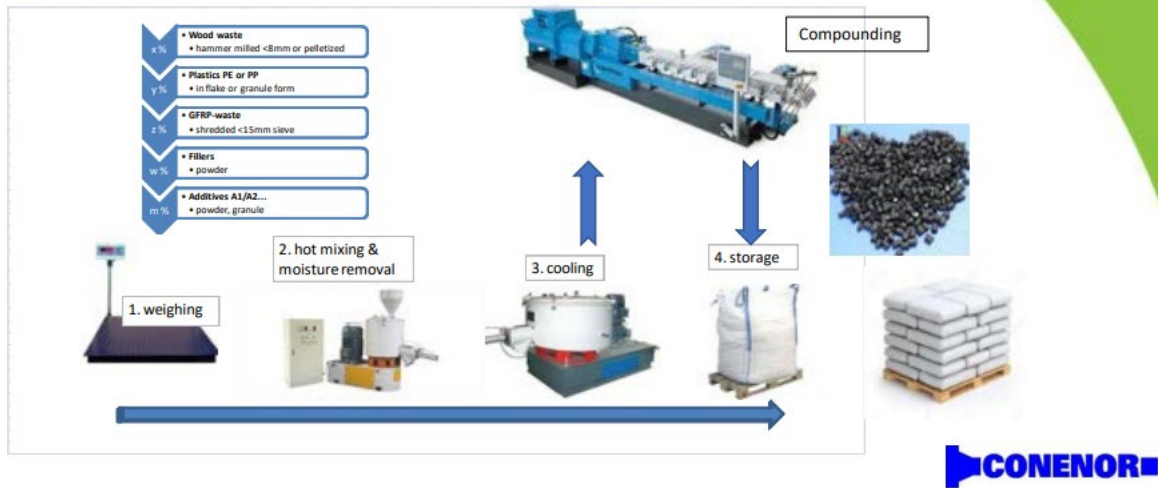 x %
• Wood waste
• hammer milled <8mm or pelletized
y %
• Plastics PE or PP
• in flake or granule form
z %
• GFRP-waste
• shredded <15mm sieve
w %
• Fillers
• powder
m %
• Additives A1/A2...
• powder, granule
Compounding
1. weighing
2. hot mixing &
moisture removal
3. cooling
4. storage
CONENOR